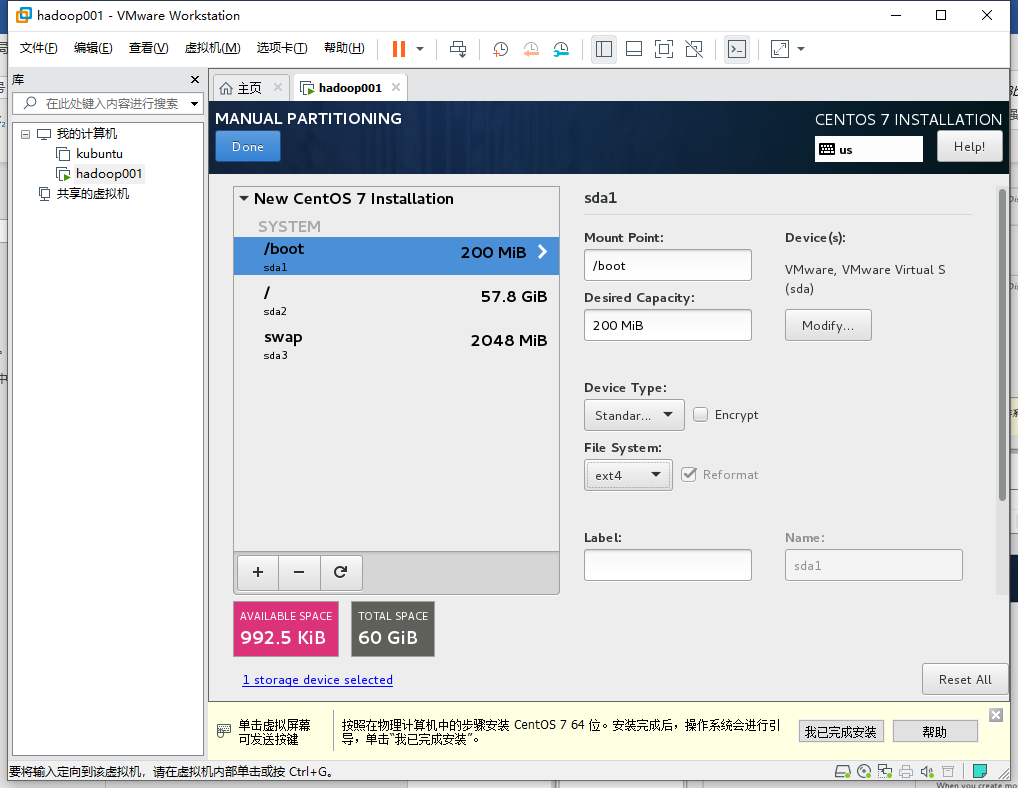 hadoop001 - VMware Workstation
文件(F) 编辑(E) 查看(V) 虚拟机(M) 选项卡(T) 帮助(H)
库
在此处键入内容进行搜索
我的计算机
kubuntu
hadoop001
共享的虚拟机
主页
hadoop001
MANUAL PARTITIONING
Done
CENTOS 7 INSTALLATION
us
Help!
New CentOS 7 Installation
SYSTEM
/boot 200 MiB
sda1
/ 57.8 GiB
sda2
swap 2048 MiB
sda3
AVAILABLE SPACE
992.5 KiB
TOTAL SPACE
60 GiB
1 storage device selected
sda1
Mount Point:
/boot
Desired Capacity:
200 MiB
Device(s):
VMware, VMware Virtual S
(sda)
Modify...
Device Type:
Standar...
Encrypt
File System:
ext4
Reformat
Label:
Name:
sda1
Reset All
单击虚拟屏幕
可发送按键
按照在物理计算机中的步骤安装 CentOS 7 64 位。安装完成后，操作系统会进行引
导，单击“我已完成安装”。
我已完成安装
帮助
要将输入定向到该虚拟机，请在虚拟机内部单击或按 Ctrl+G。